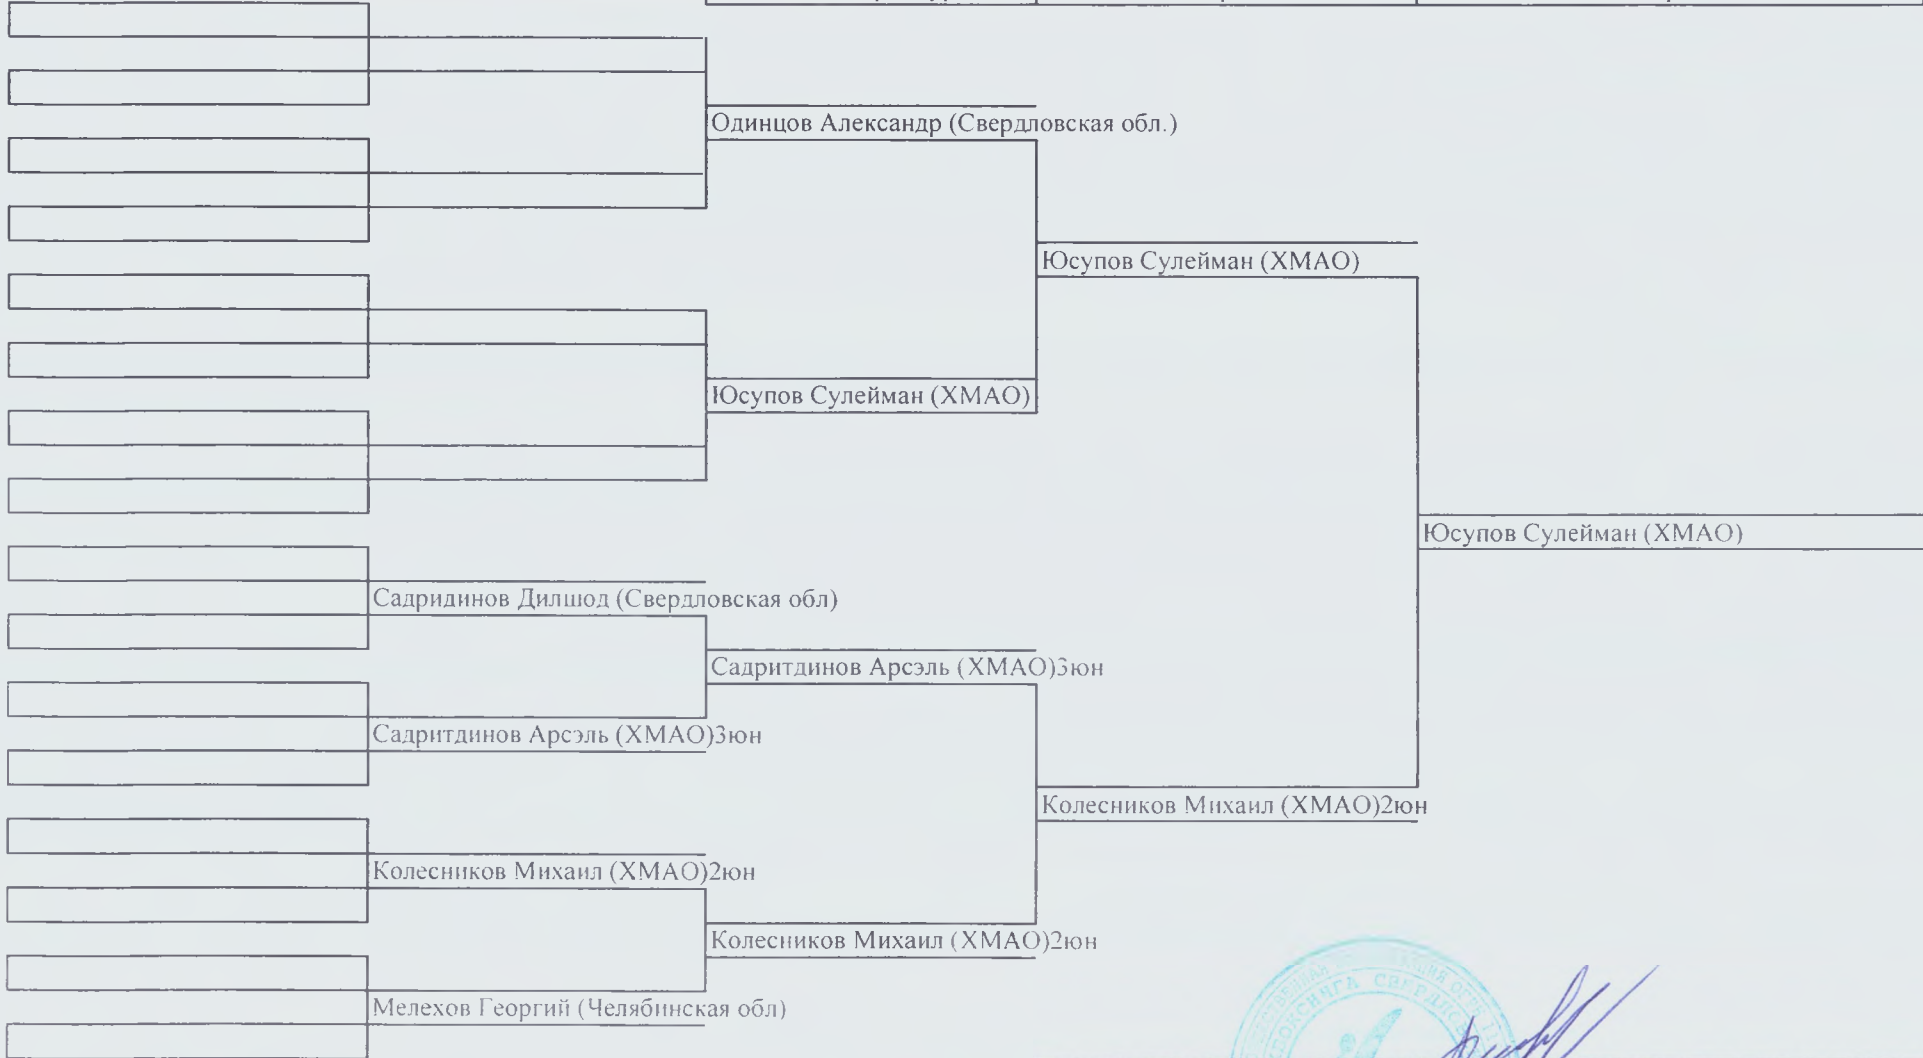 Одинцов Александр (Свердловская обл.)
Юсупов Сулейман (ХМАО)
Юсупов Сулейман (ХМАО)
Юсупов Сулейман (ХМАО)
Садридинов Дилшод (Свердловская обл)
Садритдинов Арсэль (ХМАО)3юн
Садритдинов Арсэль (ХМАО)3юн
Колесников Михаил (ХМАО)2юн
Колесников Михаил (ХМАО)2юн
Колесников Михаил (ХМАО)2юн
Мелехов Георгий (Челябинская обл)